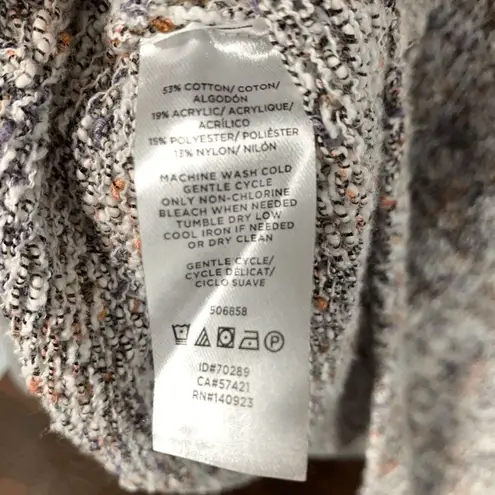 53% COTTON/ COTON/
ALGODÓN
19% ACRYLIC/ ACRYLIQUE/
ACRÍLICO
15% POLYESTER/ POLIÉSTER
13% NYLON/ NILÓN
MACHINE WASH COLD
GENTLE CYCLE
ONLY NON-CHLORINE
BLEACH WHEN NEEDED
TUMBLE DRY LOW
COOL IRON IF NEEDED
OR DRY CLEAN
GENTLE CYCLE/
CYCLE DÉLICAT/
CICLO SUAVE
506858
P
ID#70289
CA#57421
RN#140923